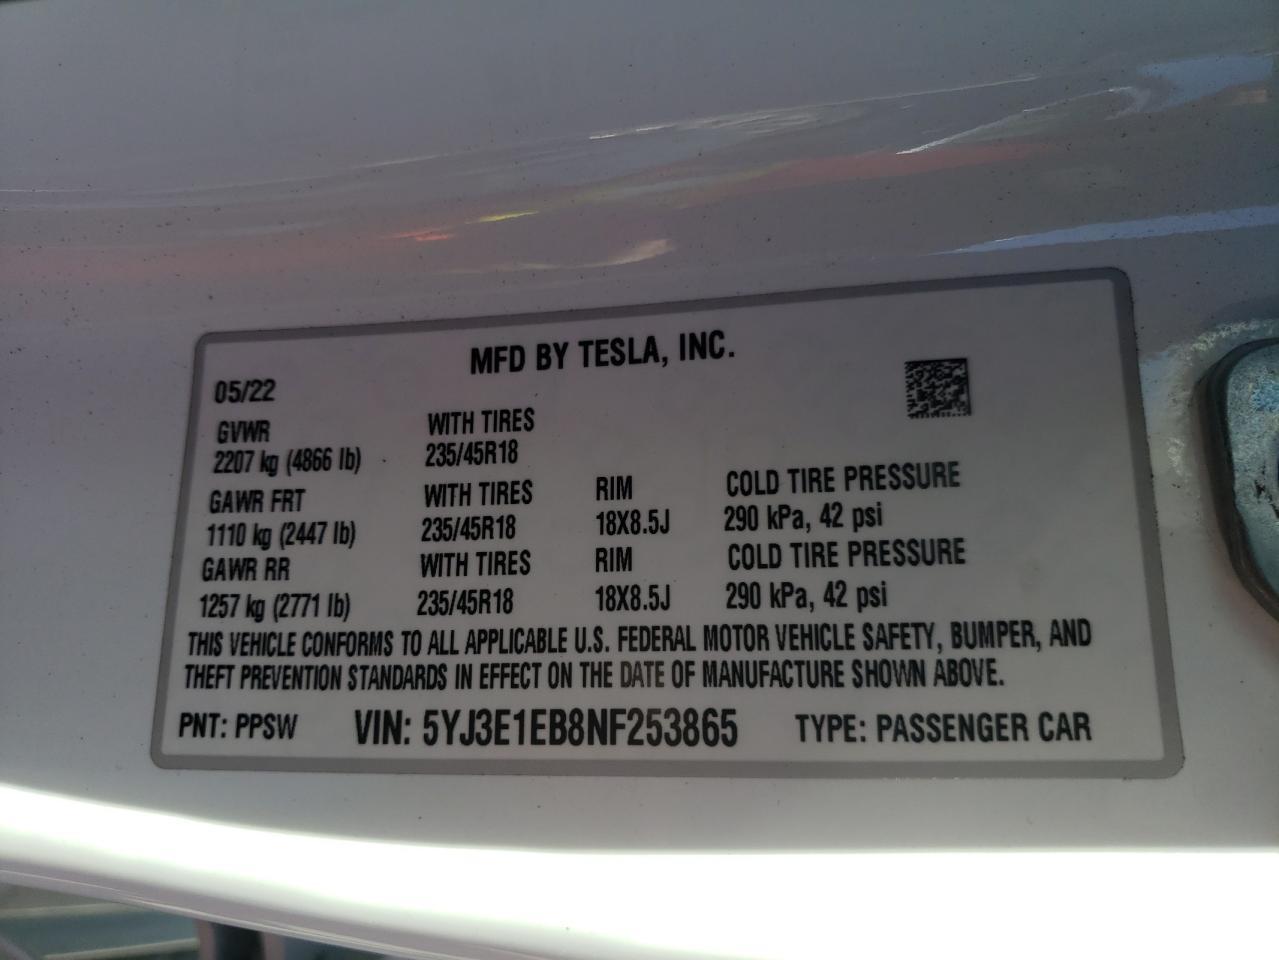 MFD BY TESLA, INC.
05/22
GVWR WITH TIRES
2207 kg (4866 lb) 235/45R18
GAWR FRT WITH TIRES RIM COLD TIRE PRESSURE
1110 kg (2447 lb) 235/45R18 18X8.5J 290 kPa, 42 psi
GAWR RR WITH TIRES RIM COLD TIRE PRESSURE
1257 kg (2771 lb) 235/45R18 18X8.5J 290 kPa, 42 psi
THIS VEHICLE CONFORMS TO ALL APPLICABLE U.S. FEDERAL MOTOR VEHICLE SAFETY, BUMPER, AND
THEFT PREVENTION STANDARDS IN EFFECT ON THE DATE OF MANUFACTURE SHOWN ABOVE.
PNT: PPSW VIN: 5YJ3E1EB8NF253865 TYPE: PASSENGER CAR